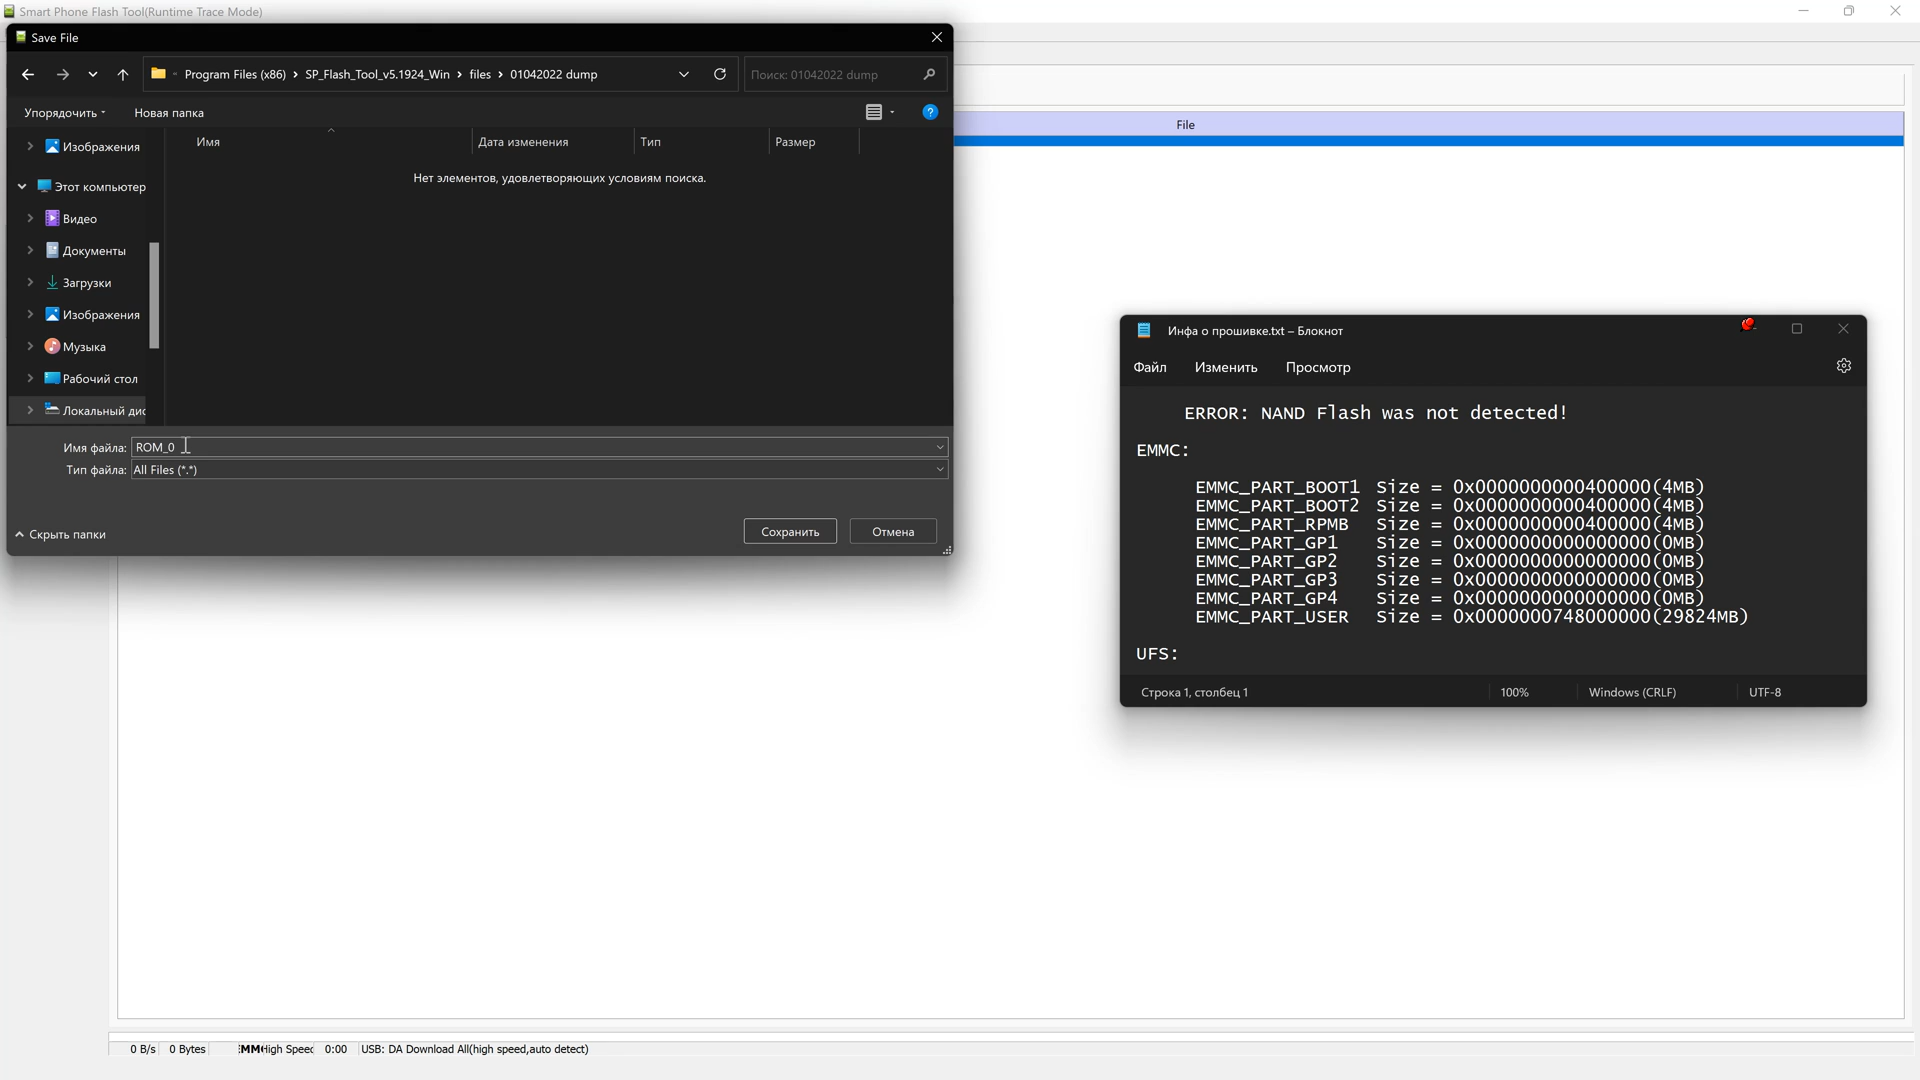 Smart Phone Flash Tool(Runtime Trace Mode)
Save File
Program Files (x86) › SP_Flash_Tool_v5.1924_Win › files › 01042022 dump
Поиск: 01042022 dump
Упорядочить
Новая папка
Имя
Дата изменения
Тип
Размер
Нет элементов, удовлетворяющих условиям поиска.
Изображения
Этот компьютер
Видео
Документы
Загрузки
Изображения
Музыка
Рабочий стол
Локальный дис
Имя файла: ROM_0
Тип файла: All Files (*.*)
Скрыть папки
Сохранить
Отмена
File
Инфа о прошивке.txt – Блокнот
Файл
Изменить
Просмотр
ERROR: NAND Flash was not detected!
EMMC:
EMMC_PART_BOOT1 Size = 0x0000000000400000(4MB)
EMMC_PART_BOOT2 Size = 0x0000000000400000(4MB)
EMMC_PART_RPMB Size = 0x0000000000400000(4MB)
EMMC_PART_GP1 Size = 0x0000000000000000(0MB)
EMMC_PART_GP2 Size = 0x0000000000000000(0MB)
EMMC_PART_GP3 Size = 0x0000000000000000(0MB)
EMMC_PART_GP4 Size = 0x0000000000000000(0MB)
EMMC_PART_USER Size = 0x0000000748000000(29824MB)
UFS:
Строка 1, столбец 1
100%
Windows (CRLF)
UTF-8
0 B/s
0 Bytes
High Speed
0:00
USB: DA Download All(high speed,auto detect)